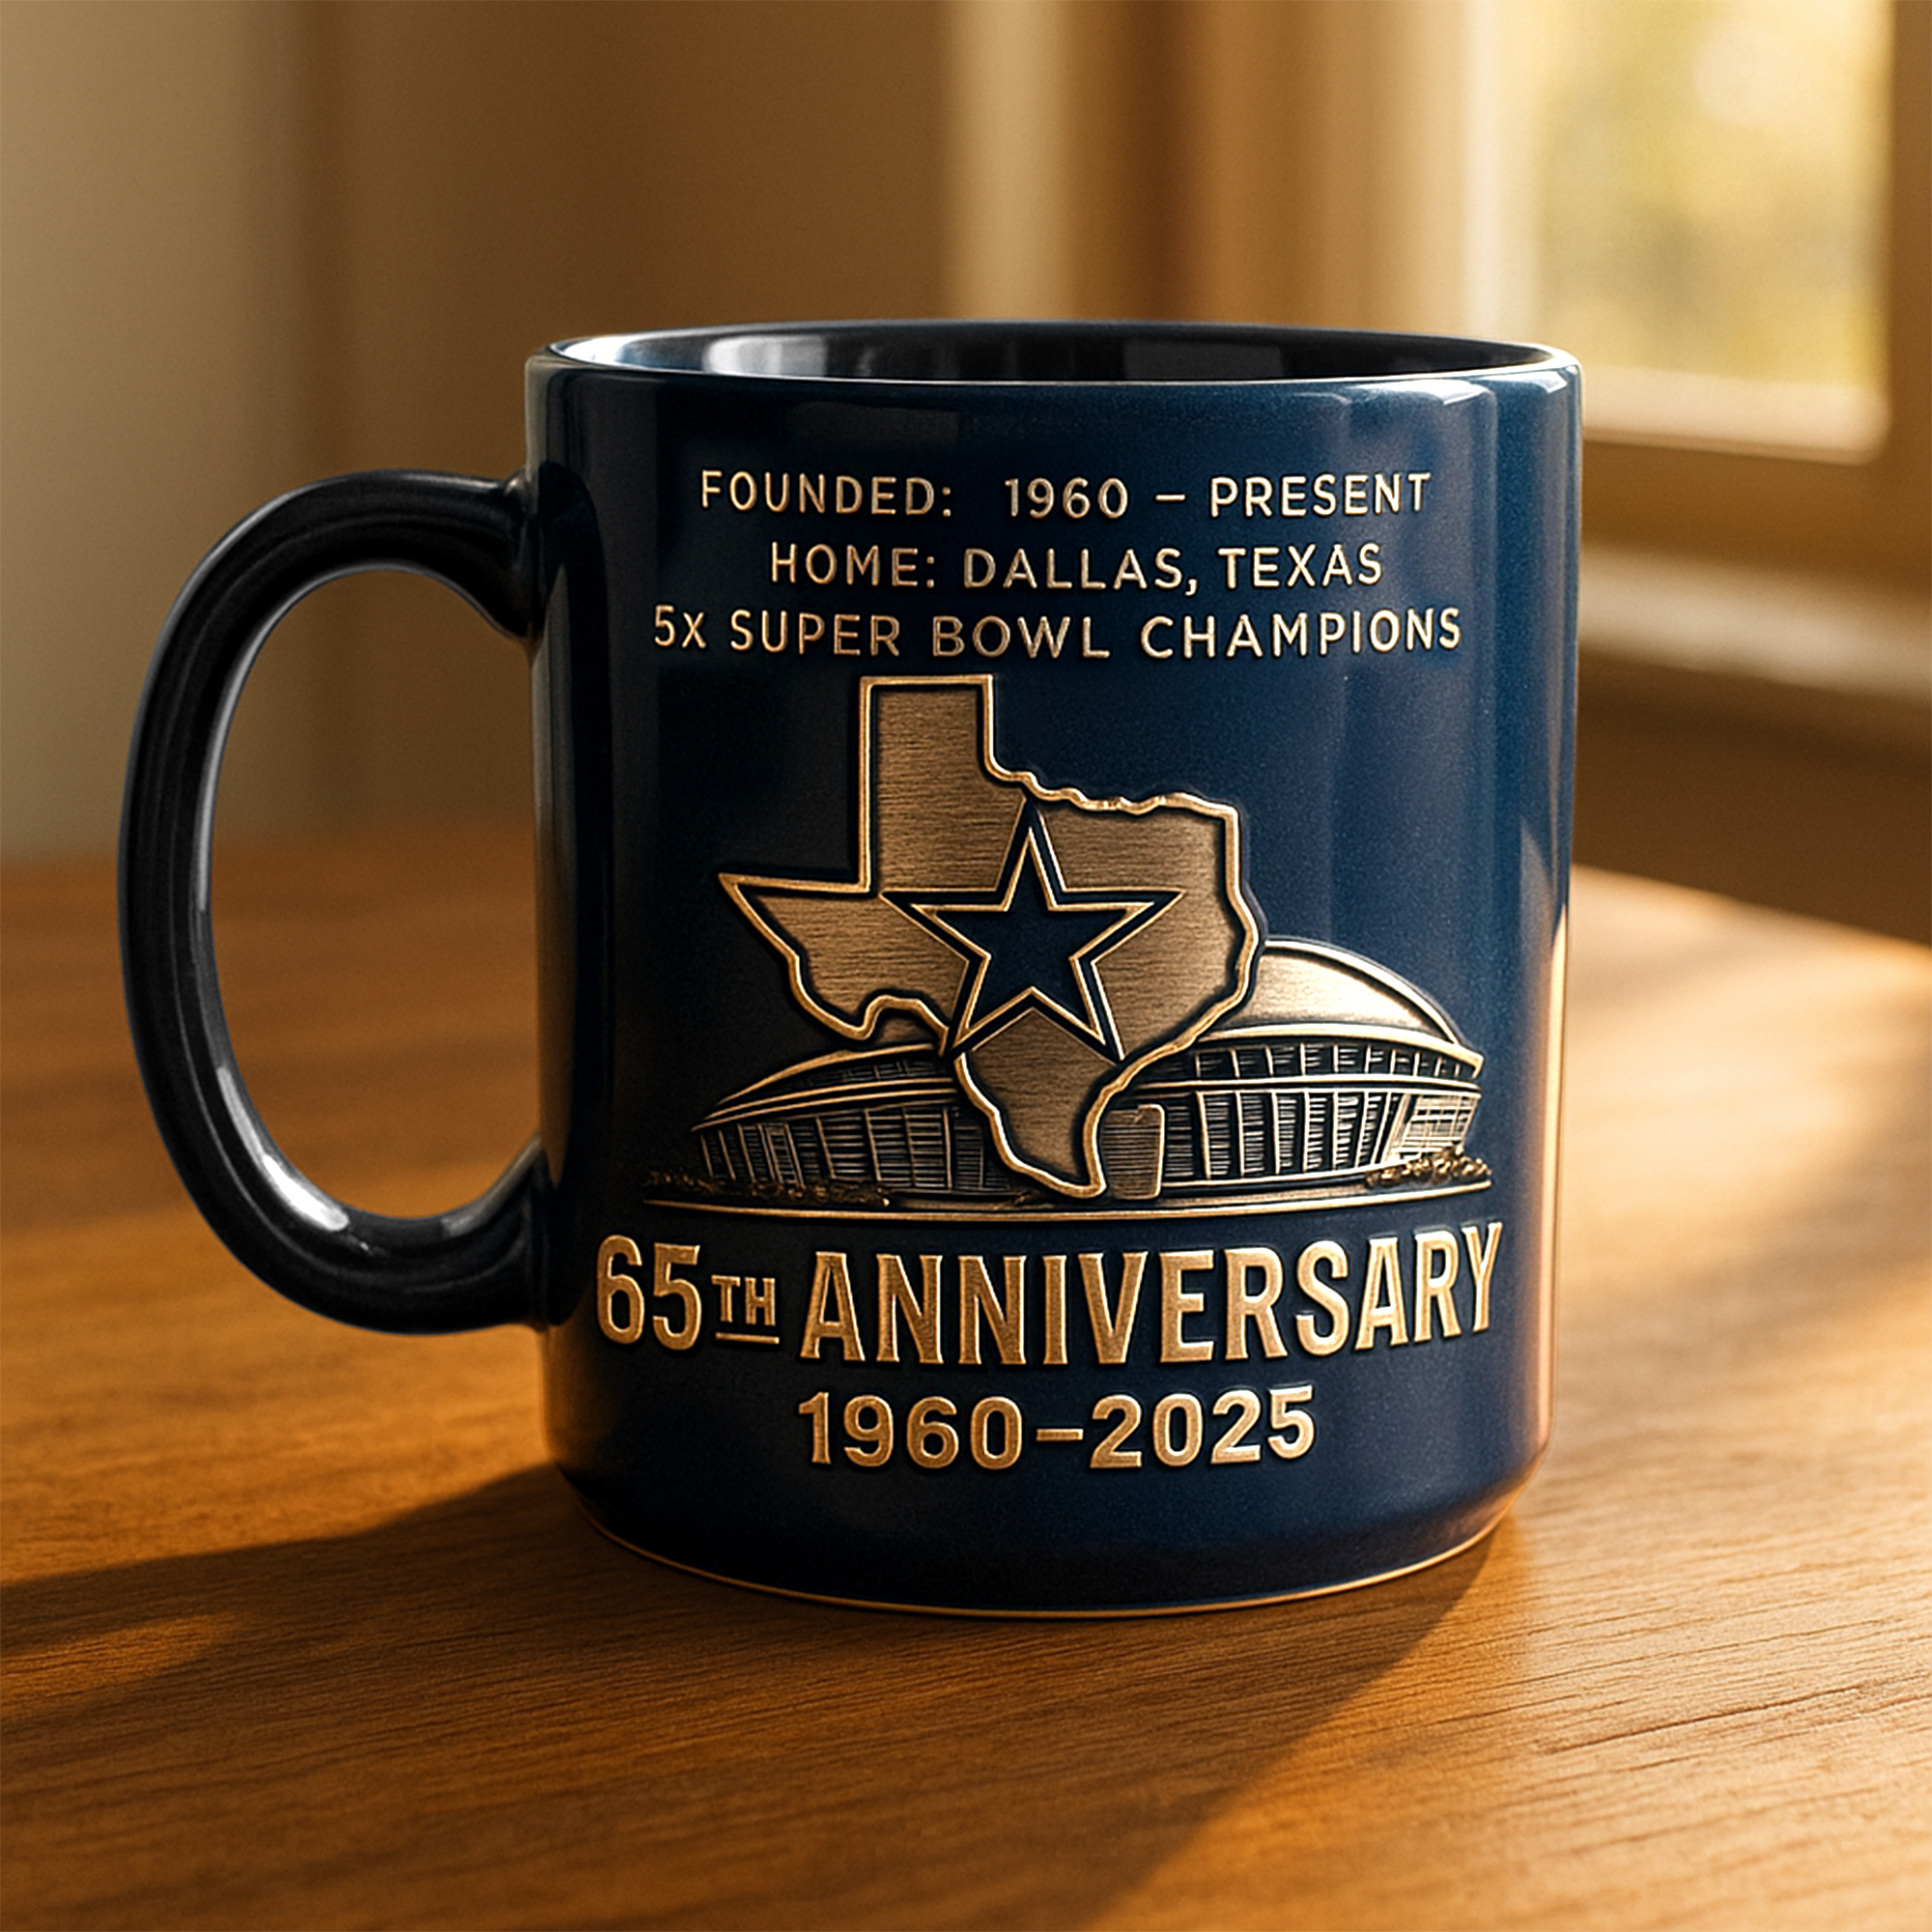 FOUNDED: 1960 – PRESENT
HOME: DALLAS, TEXAS
5x SUPER BOWL CHAMPIONS
65TH ANNIVERSARY
1960–2025